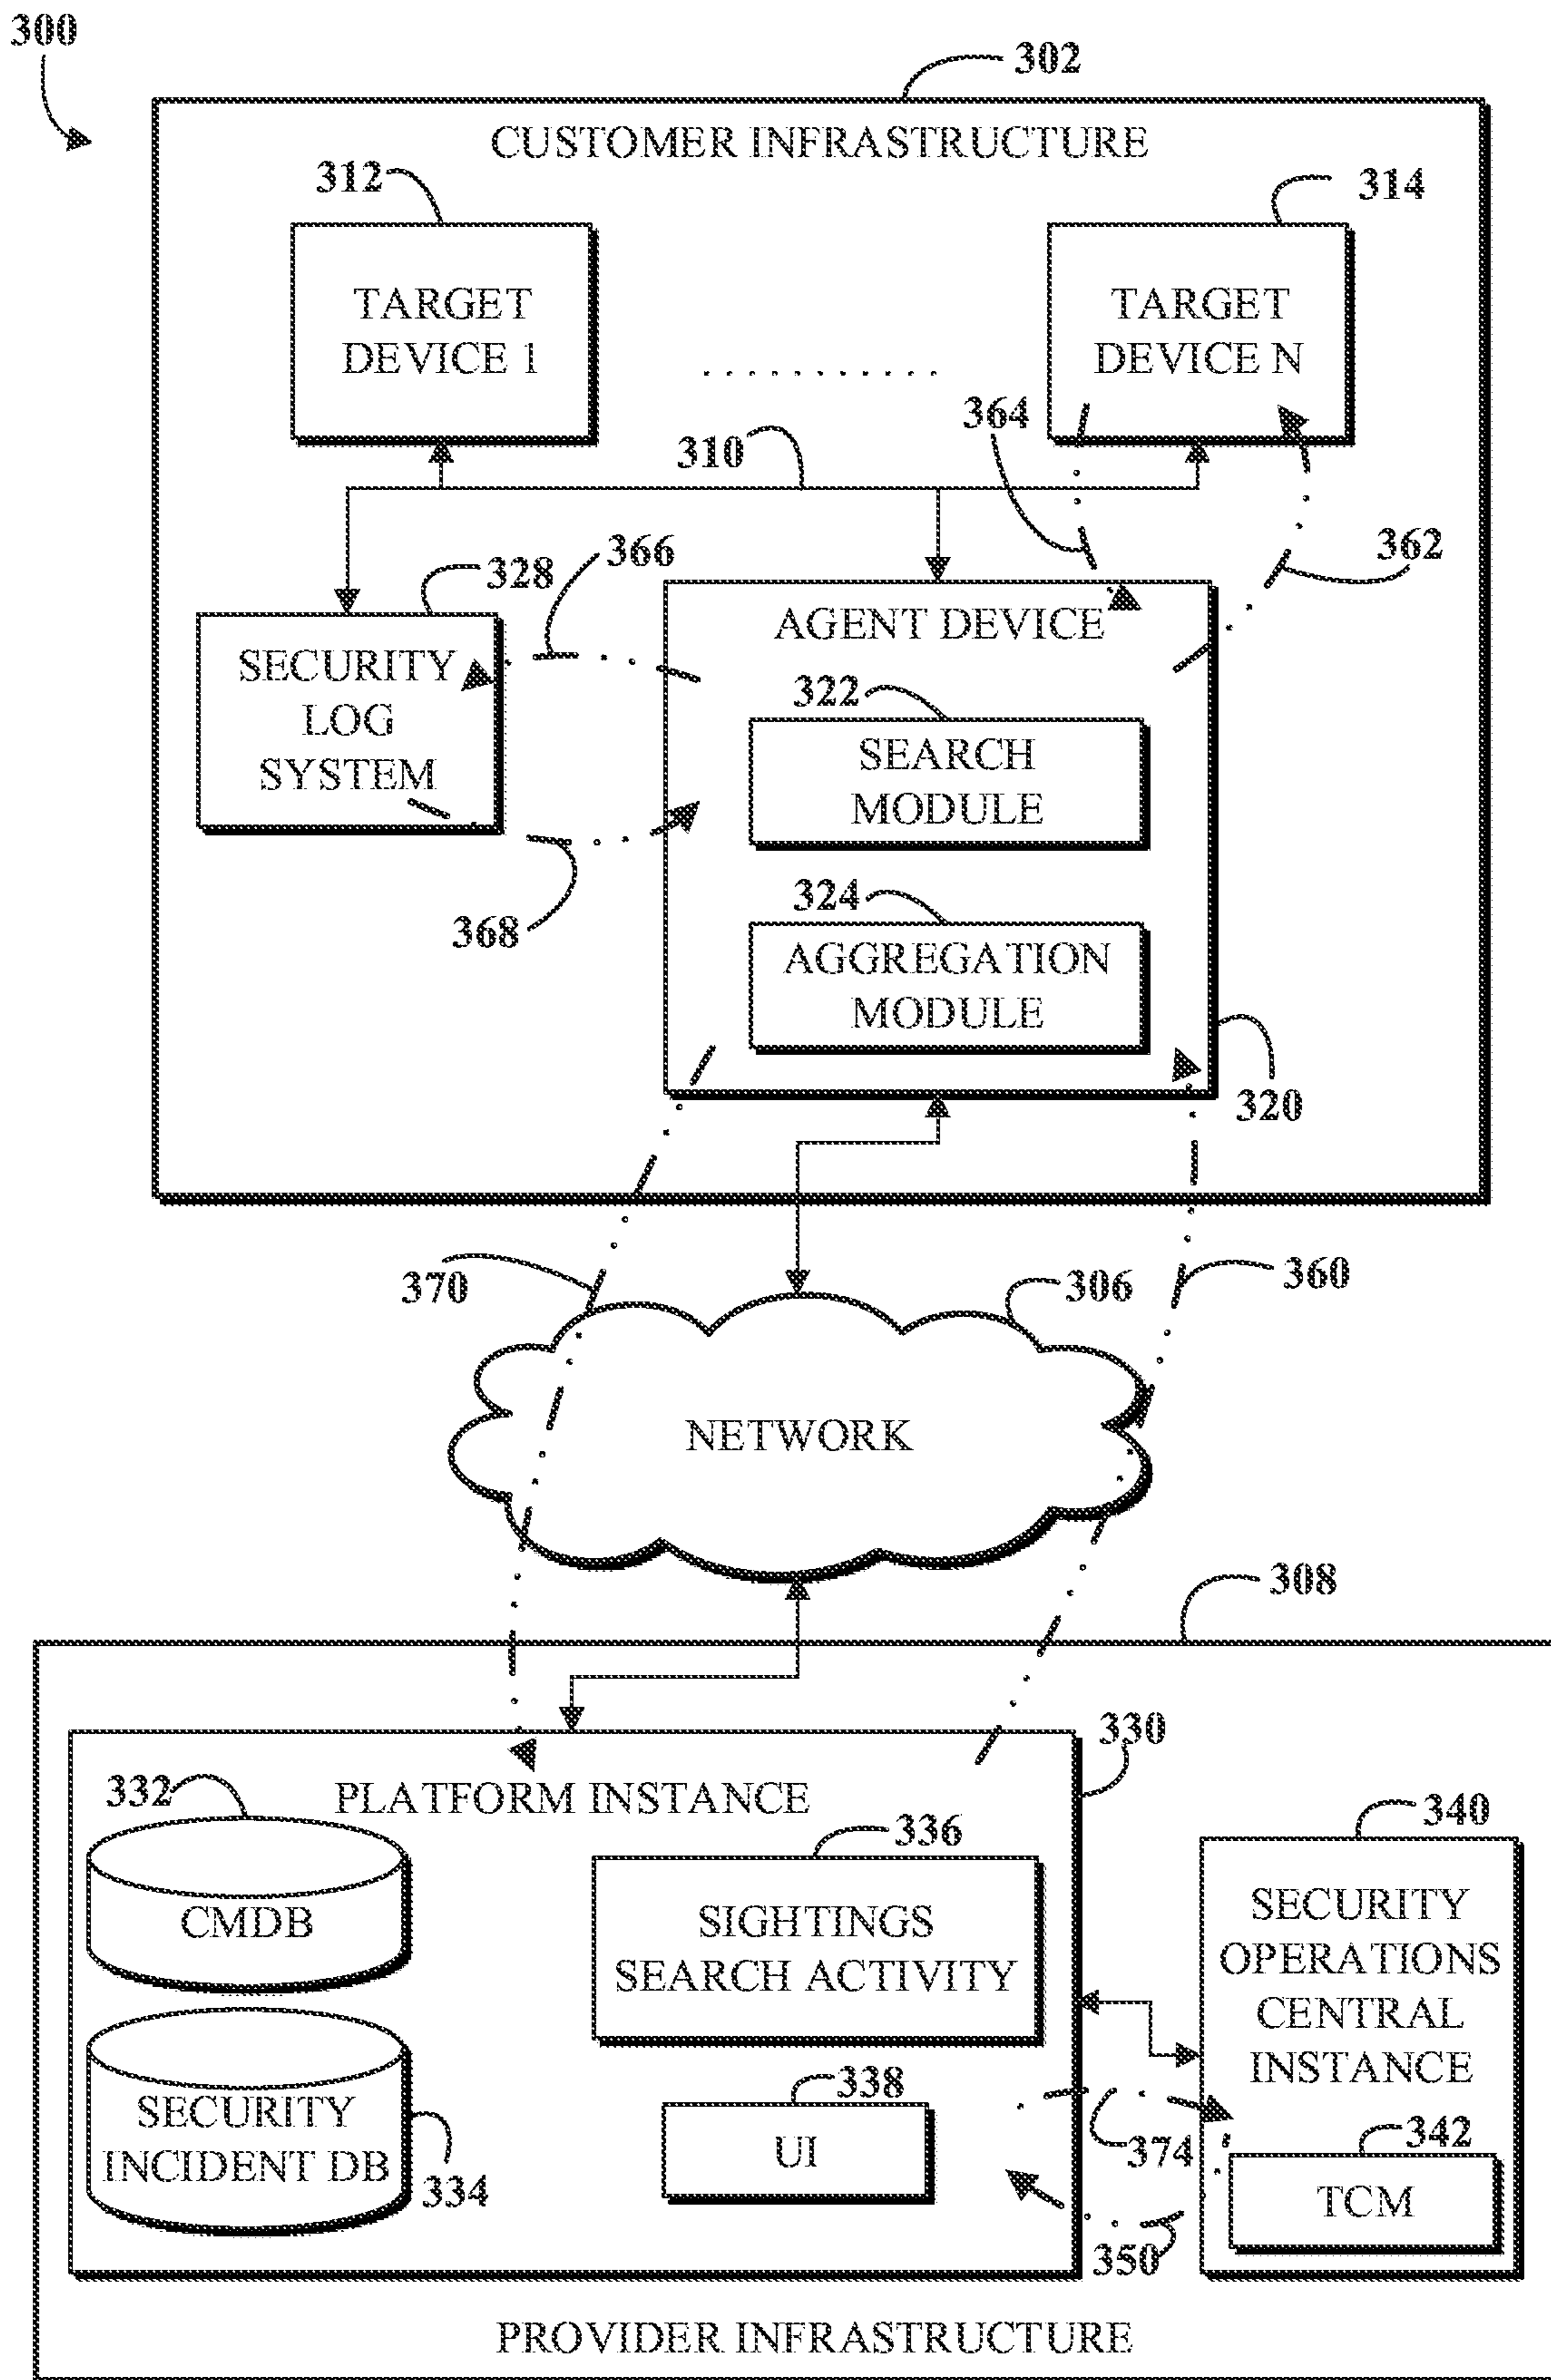 300
302
CUSTOMER INFRASTRUCTURE
312
314
TARGET
DEVICE 1
TARGET
DEVICE N
..........
364
310
366
362
328
SECURITY
LOG
SYSTEM
AGENT DEVICE
322
SEARCH
MODULE
324
368
AGGREGATION
MODULE
320
370
306
360
NETWORK
308
330
332
PLATFORM INSTANCE
340
336
CMDB
SIGHTINGS
SEARCH ACTIVITY
SECURITY
OPERATIONS
CENTRAL
INSTANCE
338
SECURITY
INCIDENT DB
334
UI
374
342
TCM
350
PROVIDER INFRASTRUCTURE